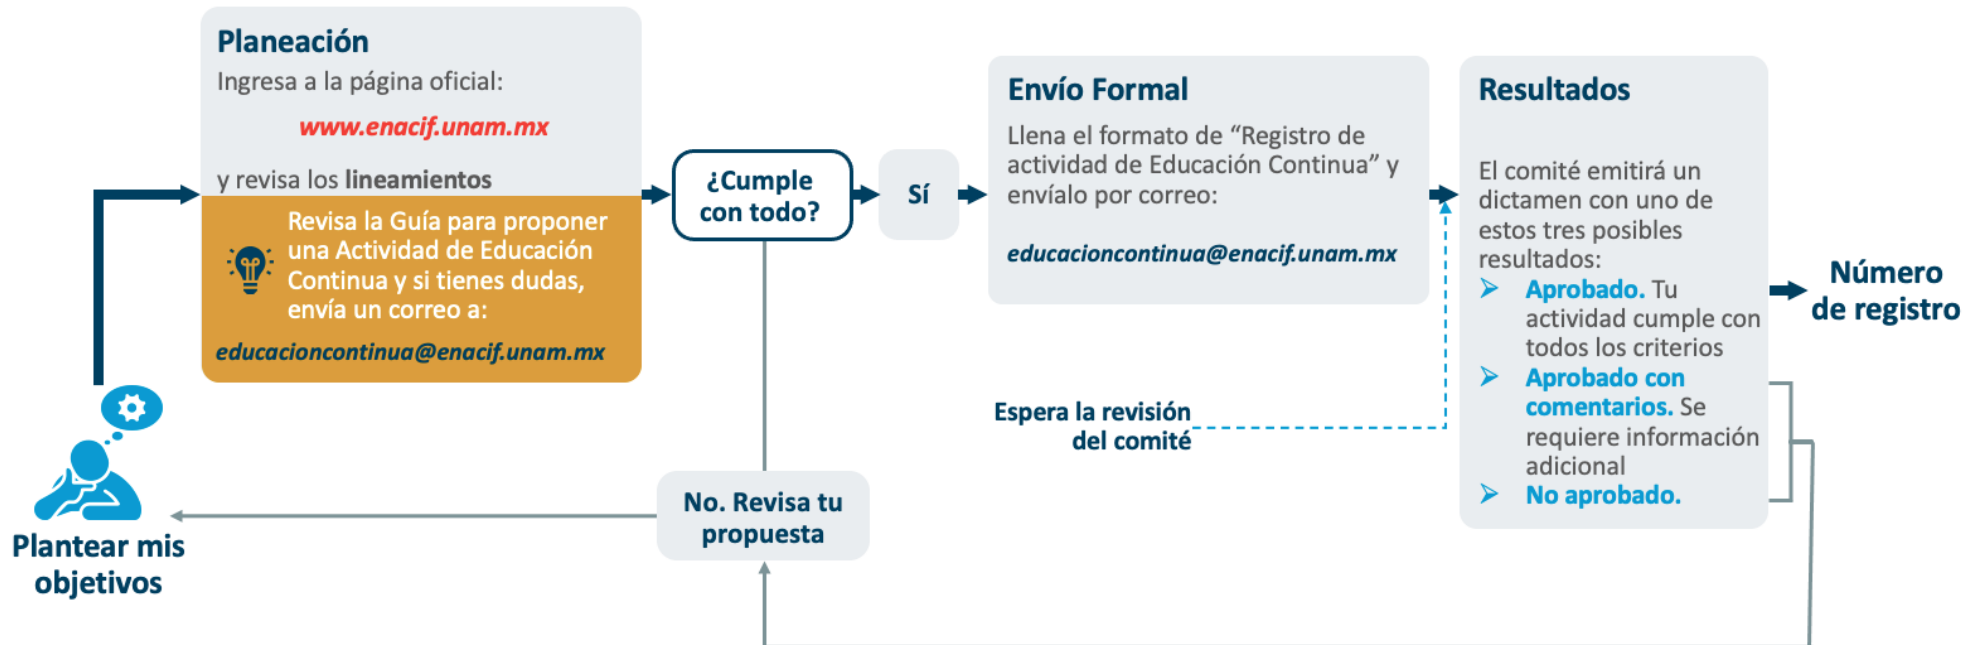 Planeación
Ingresa a la página oficial:
www.enacif.unam.mx
y revisa los lineamientos
Revisa la Guía para proponer
una Actividad de Educación
Continua y si tienes dudas,
envía un correo a:
educacioncontinua@enacif.unam.mx
Plantear mis
objetivos
¿Cumple
con todo?
Sí
No. Revisa tu
propuesta
Envío Formal
Llena el formato de “Registro de
actividad de Educación Continua” y
envíalo por correo:
educacioncontinua@enacif.unam.mx
Espera la revisión
del comité
Resultados
El comité emitirá un
dictamen con uno de
estos tres posibles
resultados:
➢ Aprobado. Tu
actividad cumple con
todos los criterios
➢ Aprobado con
comentarios. Se
requiere información
adicional
➢ No aprobado.
Número
de registro